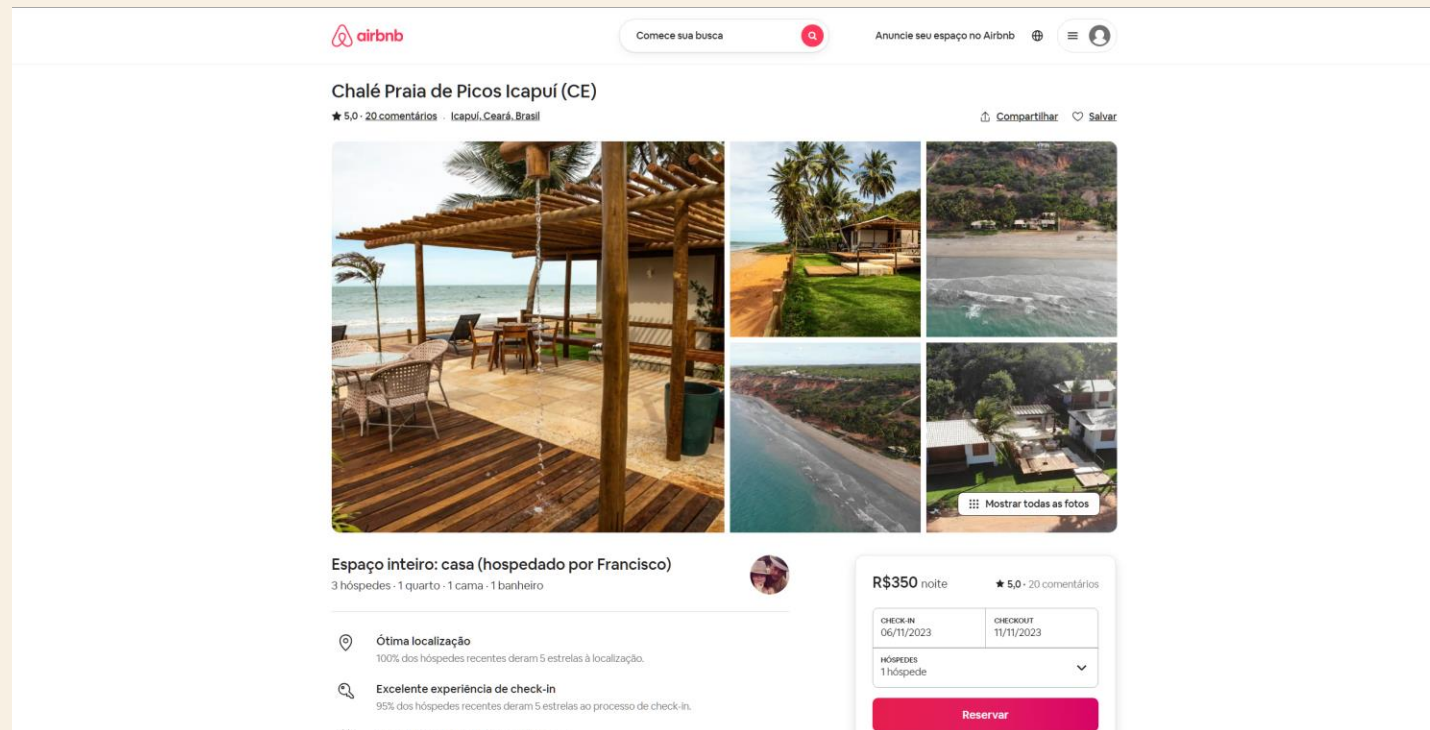 airbnb
Comece sua busca
Anuncie seu espaço no Airbnb
Chalé Praia de Picos Icapuí (CE)
★ 5,0 · 20 comentários . Icapuí, Ceará, Brasil
Compartilhar
Salvar
Mostrar todas as fotos
Espaço inteiro: casa (hospedado por Francisco)
3 hóspedes · 1 quarto · 1 cama · 1 banheiro
Ótima localização
100% dos hóspedes recentes deram 5 estrelas à localização.
Excelente experiência de check-in
95% dos hóspedes recentes deram 5 estrelas ao processo de check-in.
R$350 noite
★ 5,0 · 20 comentários
CHECK-IN
06/11/2023
CHECKOUT
11/11/2023
HÓSPEDES
1 hóspede
Reservar